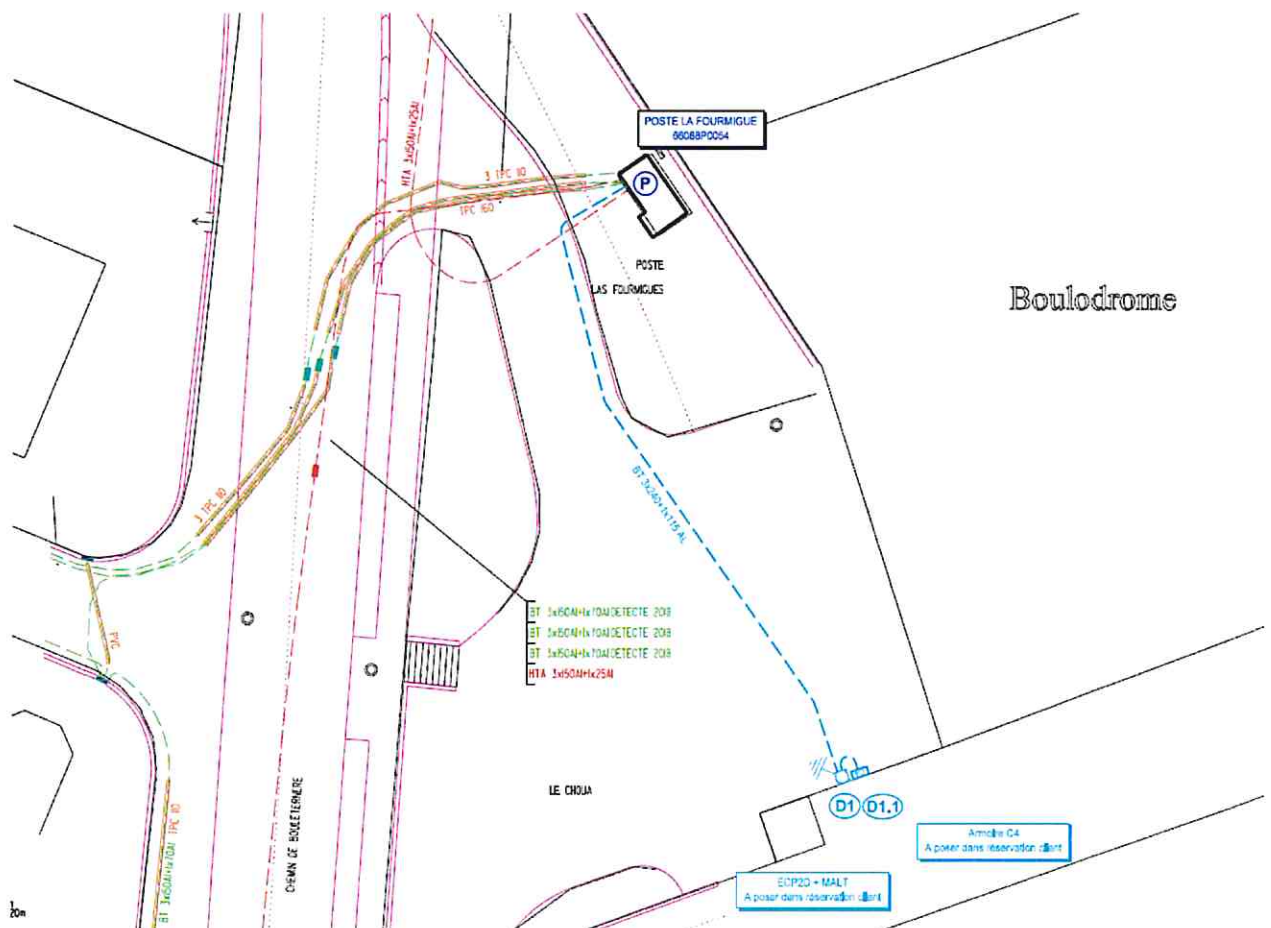 POSTE LA FOURMIGUE
66088P0054
HTA 3x150Al+1x25Al
3 TPC 110
P
TPC 160
POSTE
LAS FOURMIGUES
Boulodrome
BT 3x240+1x115 AL
3 TPC 110
PVC
BT 3x150Al+1x70Al DETECTE 2018
BT 3x150Al+1x70Al DETECTE 2018
BT 3x150Al+1x70Al DETECTE 2018
HTA 3x150Al+1x25Al
CHEMIN DE BOULETERNERE
LE CHOUA
D1
D1.1
Armoire C4
A poser dans réservation client
ECP2D + MALT
A poser dans réservation client
BT 3x150Al+1x70Al TPC 110
20m